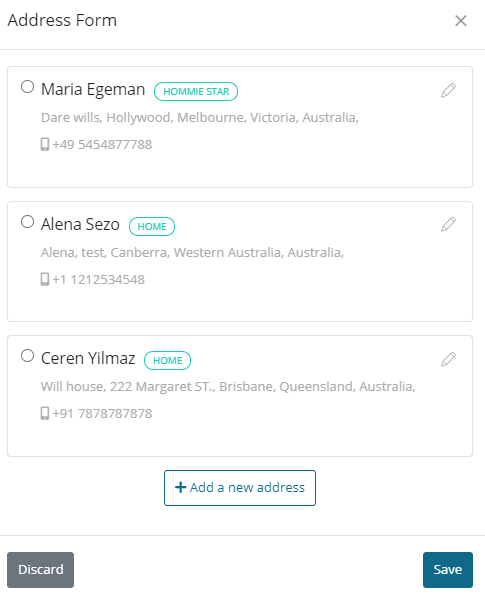 Address Form
Maria Egeman HOMMIE STAR
Dare wills, Hollywood, Melbourne, Victoria, Australia,
+49 5454877788
Alena Sezo HOME
Alena, test, Canberra, Western Australia, Australia,
+1 1212534548
Ceren Yilmaz HOME
Will house, 222 Margaret ST., Brisbane, Queensland, Australia,
+91 7878787878
+ Add a new address
Discard Save